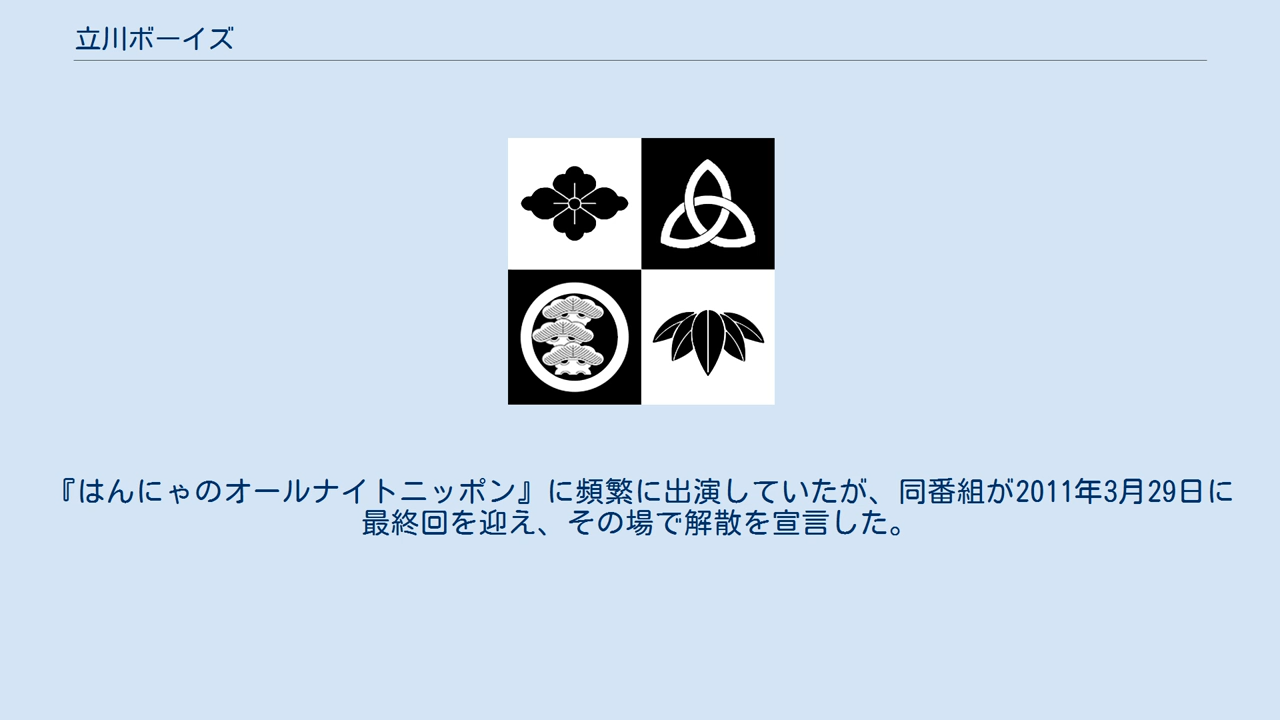 立川ボーイズ
『はんにゃのオールナイトニッポン』に頻繁に出演していたが、同番組が2011年3月29日に
最終回を迎え、その場で解散を宣言した。